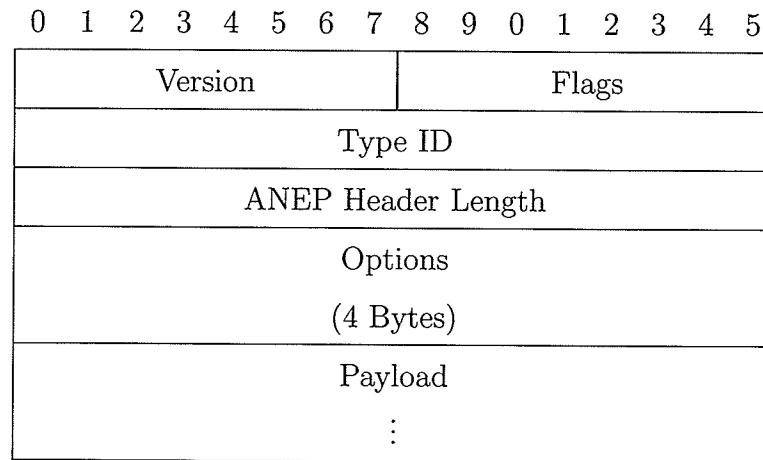 0 1 2 3 4 5 6 7 8 9 0 1 2 3 4 5
Version Flags
Type ID
ANEP Header Length
Options
(4 Bytes)
Payload
⋮